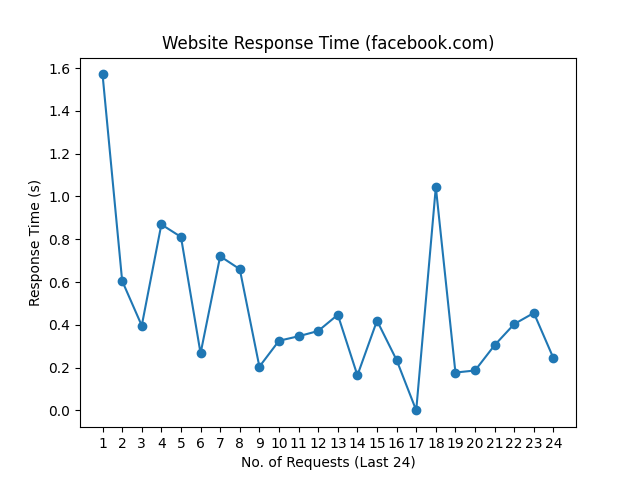 Website Response Time (facebook.com)
1.6
1.4
1.2
1.0
0.8
0.6
0.4
0.2
0.0
Response Time (s)
1 2 3 4 5 6 7 8 9 10 11 12 13 14 15 16 17 18 19 20 21 22 23 24
No. of Requests (Last 24)